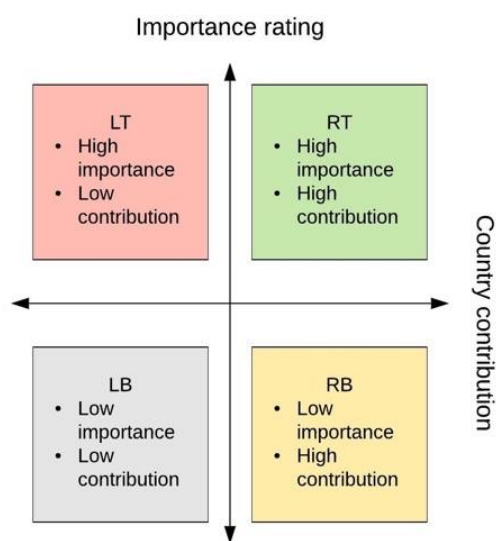 Importance rating
LT
• High
importance
• Low
contribution
RT
• High
importance
• High
contribution
Country contribution
LB
• Low
importance
• Low
contribution
RB
• Low
importance
• High
contribution